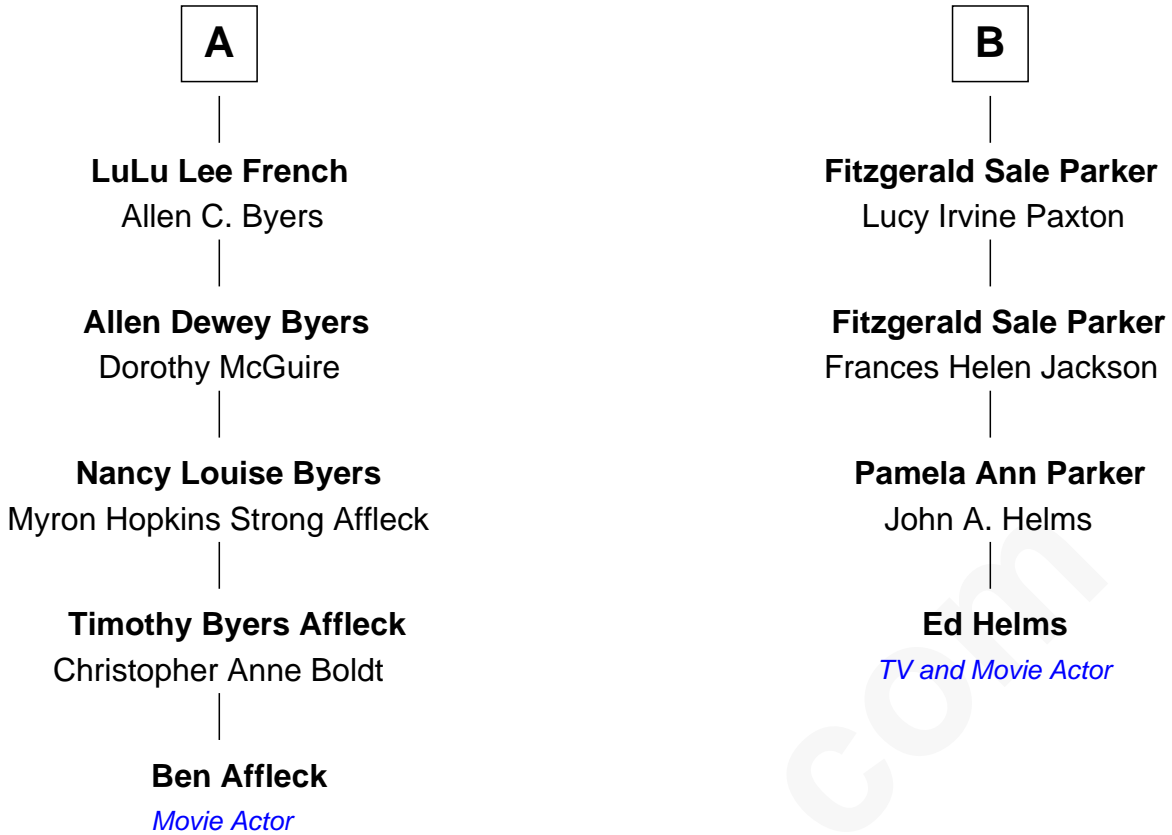 A
LuLu Lee French
Allen C. Byers
Allen Dewey Byers
Dorothy McGuire
Nancy Louise Byers
Myron Hopkins Strong Affleck
Timothy Byers Affleck
Christopher Anne Boldt
Ben Affleck
Movie Actor
B
Fitzgerald Sale Parker
Lucy Irvine Paxton
Fitzgerald Sale Parker
Frances Helen Jackson
Pamela Ann Parker
John A. Helms
Ed Helms
TV and Movie Actor
com